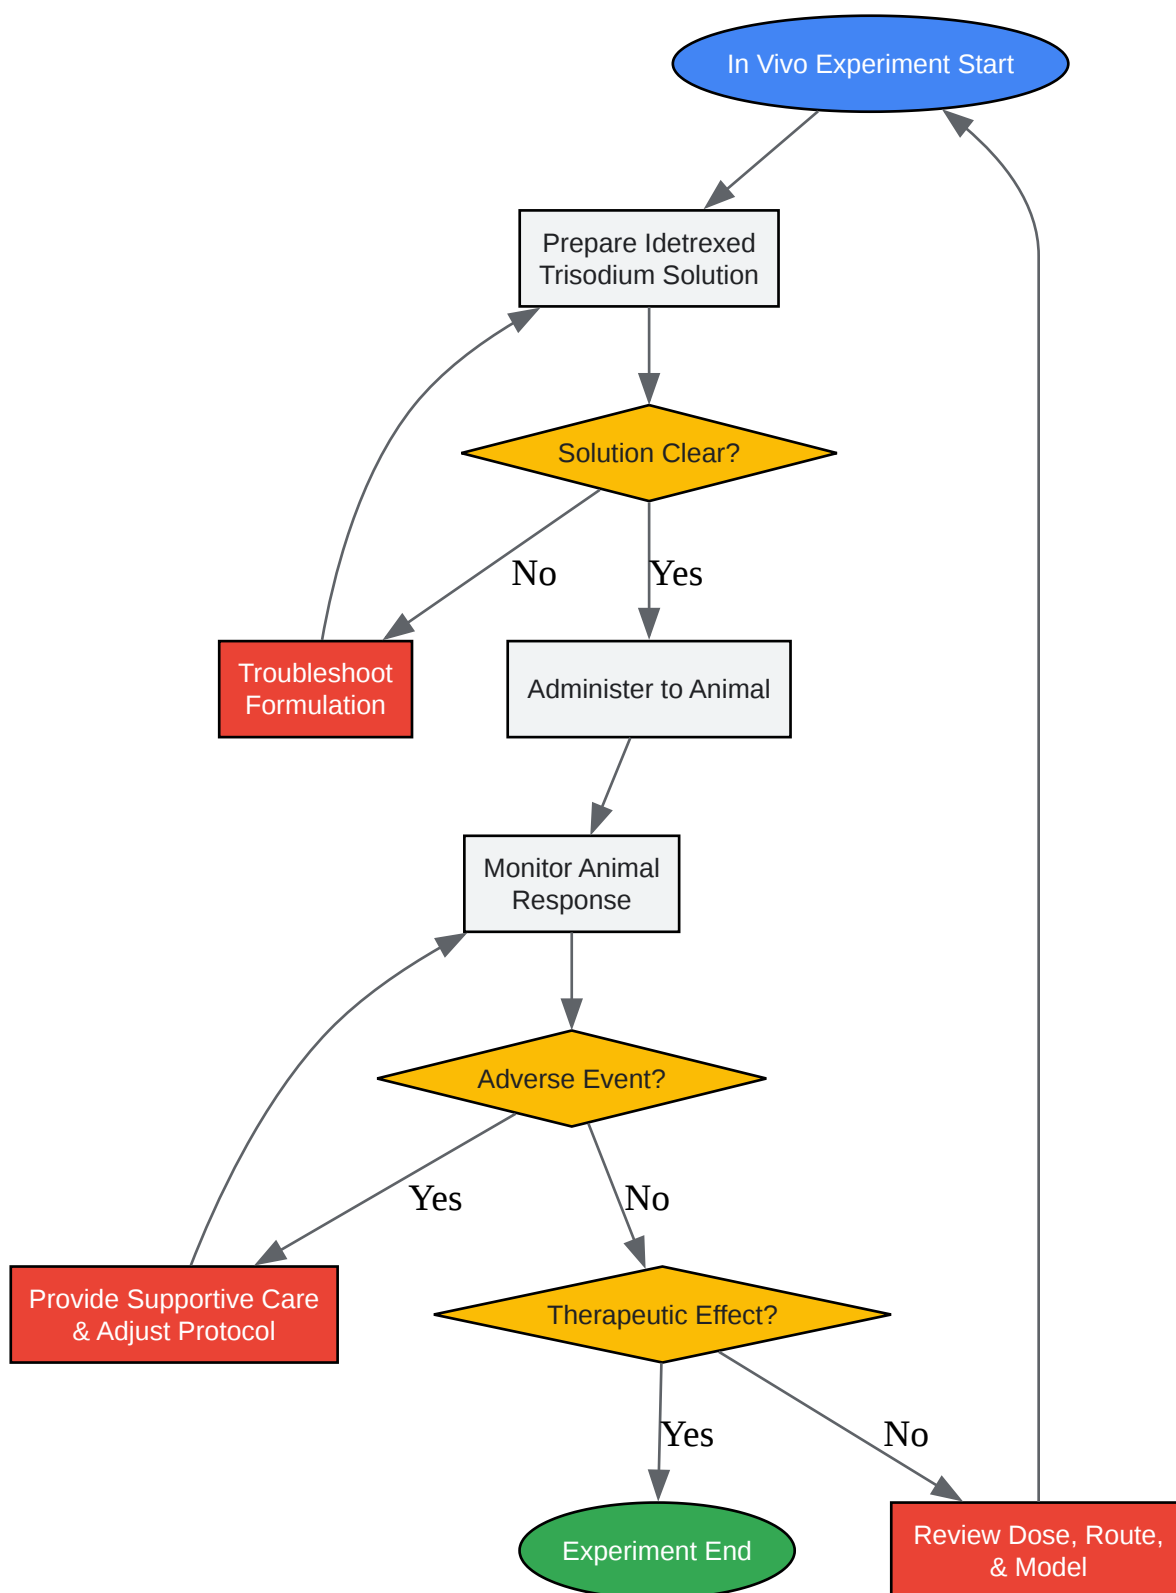 In Vivo Experiment Start
Prepare Idetrexed
Trisodium Solution
Solution Clear?
No
Yes
Troubleshoot
Formulation
Administer to Animal
Monitor Animal
Response
Adverse Event?
Yes
No
Provide Supportive Care
& Adjust Protocol
Therapeutic Effect?
Yes
No
Experiment End
Review Dose, Route,
& Model